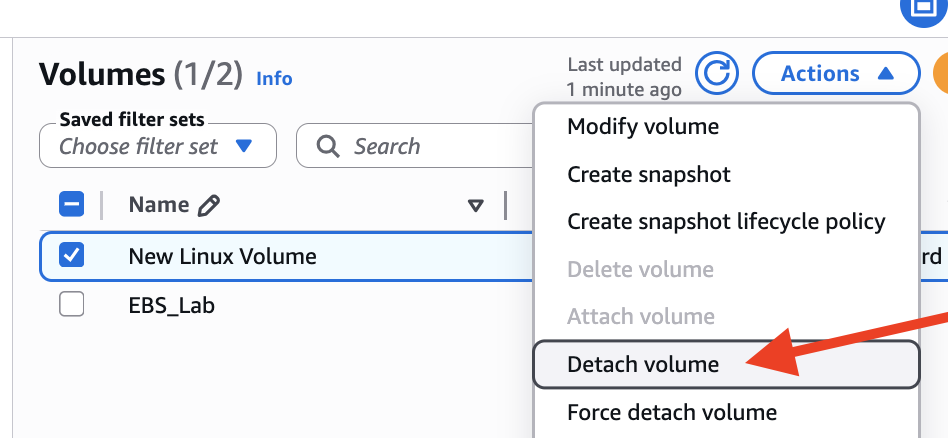 Volumes (1/2) Info
Last updated
1 minute ago
Actions
Saved filter sets
Choose filter set
Search
Name
New Linux Volume
rd
EBS_Lab
Modify volume
Create snapshot
Create snapshot lifecycle policy
Delete volume
Attach volume
Detach volume
Force detach volume